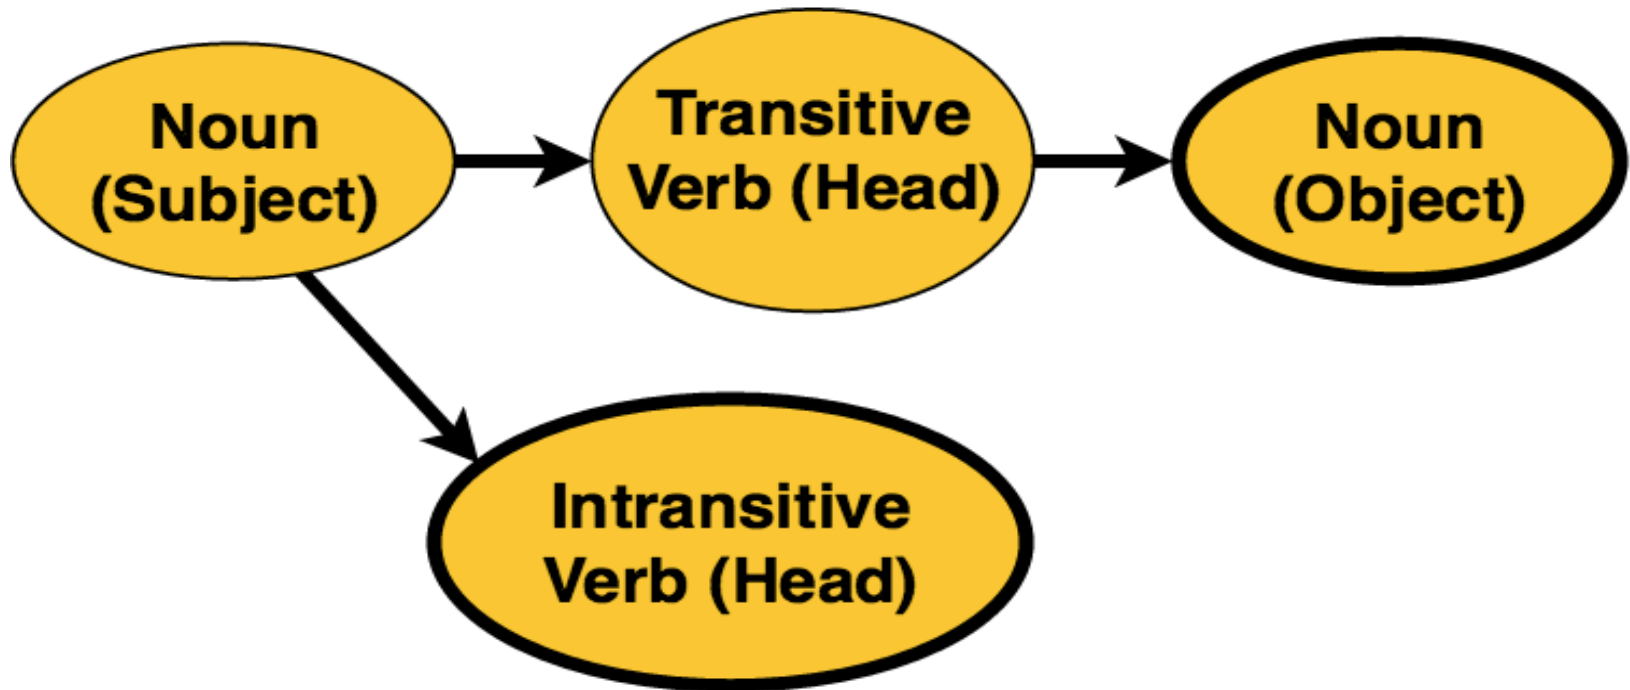 Noun
(Subject)
Transitive
Verb (Head)
Noun
(Object)
Intransitive
Verb (Head)